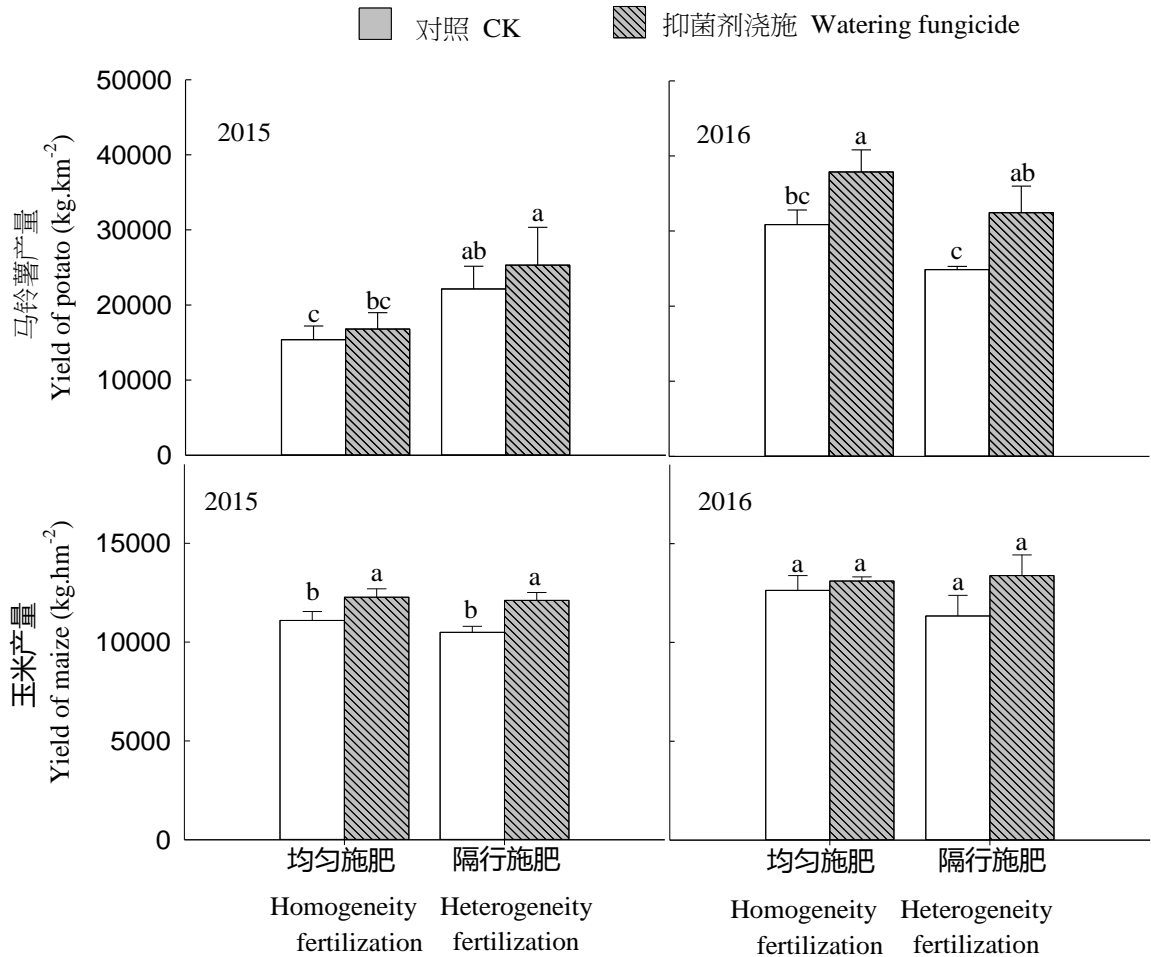 对照 CK
抑菌剂浇施 Watering fungicide
马铃薯产量
Yield of potato (kg.km-2)
50000
40000
30000
20000
10000
0
2015
c
bc
ab
a
2016
bc
a
c
ab
玉米产量
Yield of maize (kg.hm-2)
15000
10000
5000
0
2015
b
a
b
a
2016
a
a
a
a
均匀施肥
隔行施肥
Homogeneity
fertilization
Heterogeneity
fertilization
均匀施肥
隔行施肥
Homogeneity
fertilization
Heterogeneity
fertilization